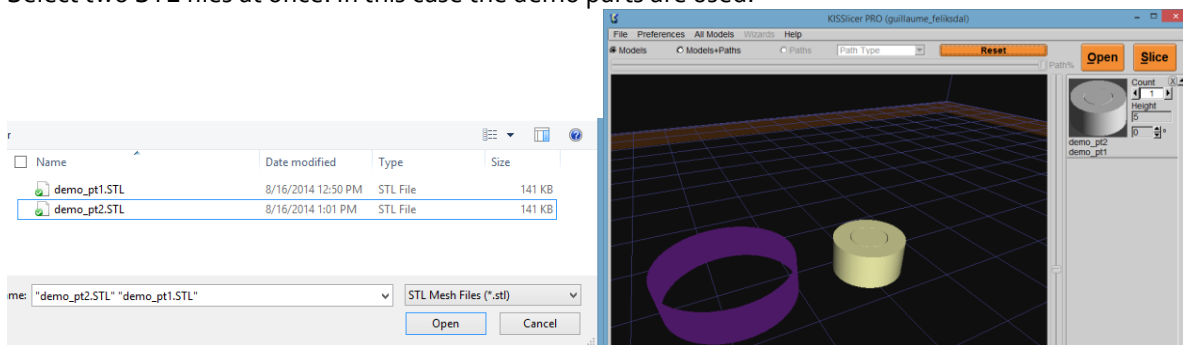 Select two STL files at once. In this case the demo parts are used.
KISSlicer PRO (guillaume_feliksdal)
File Preferences All Models Wizards Help
Models Models+Paths Paths Path Type Reset
Path%
Open Slice
Count X
1
Height
5
0 °
demo_pt2
demo_pt1
r
Name Date modified Type Size
demo_pt1.STL 8/16/2014 12:50 PM STL File 141 KB
demo_pt2.STL 8/16/2014 1:01 PM STL File 141 KB
me: "demo_pt2.STL" "demo_pt1.STL" STL Mesh Files (*.stl)
Open Cancel